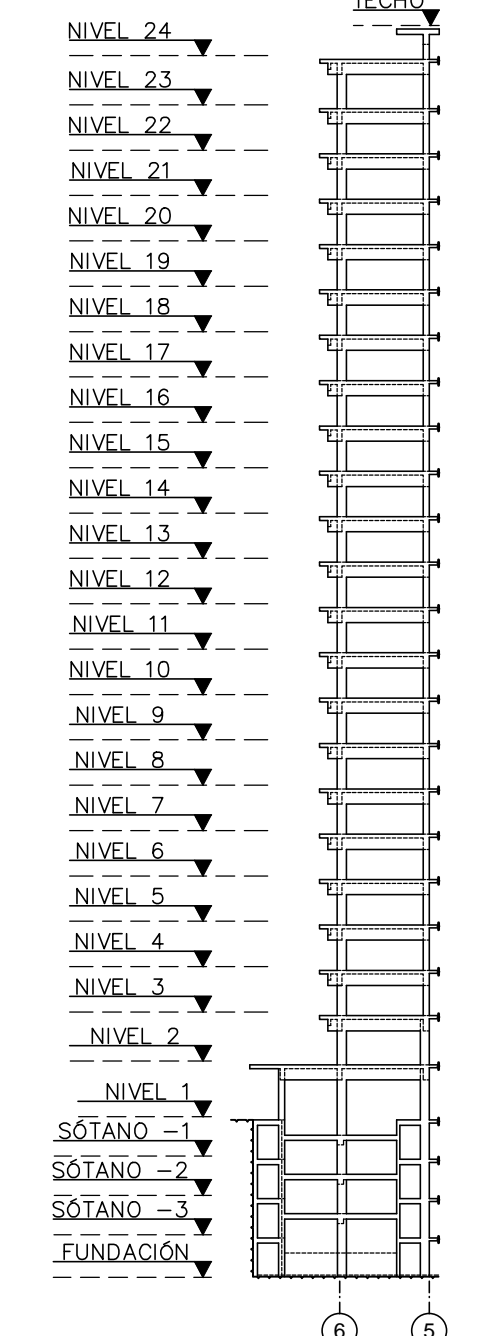 TECHO
NIVEL 24
NIVEL 23
NIVEL 22
NIVEL 21
NIVEL 20
NIVEL 19
NIVEL 18
NIVEL 17
NIVEL 16
NIVEL 15
NIVEL 14
NIVEL 13
NIVEL 12
NIVEL 11
NIVEL 10
NIVEL 9
NIVEL 8
NIVEL 7
NIVEL 6
NIVEL 5
NIVEL 4
NIVEL 3
NIVEL 2
NIVEL 1
SÓTANO -1
SÓTANO -2
SÓTANO -3
FUNDACIÓN
6 5